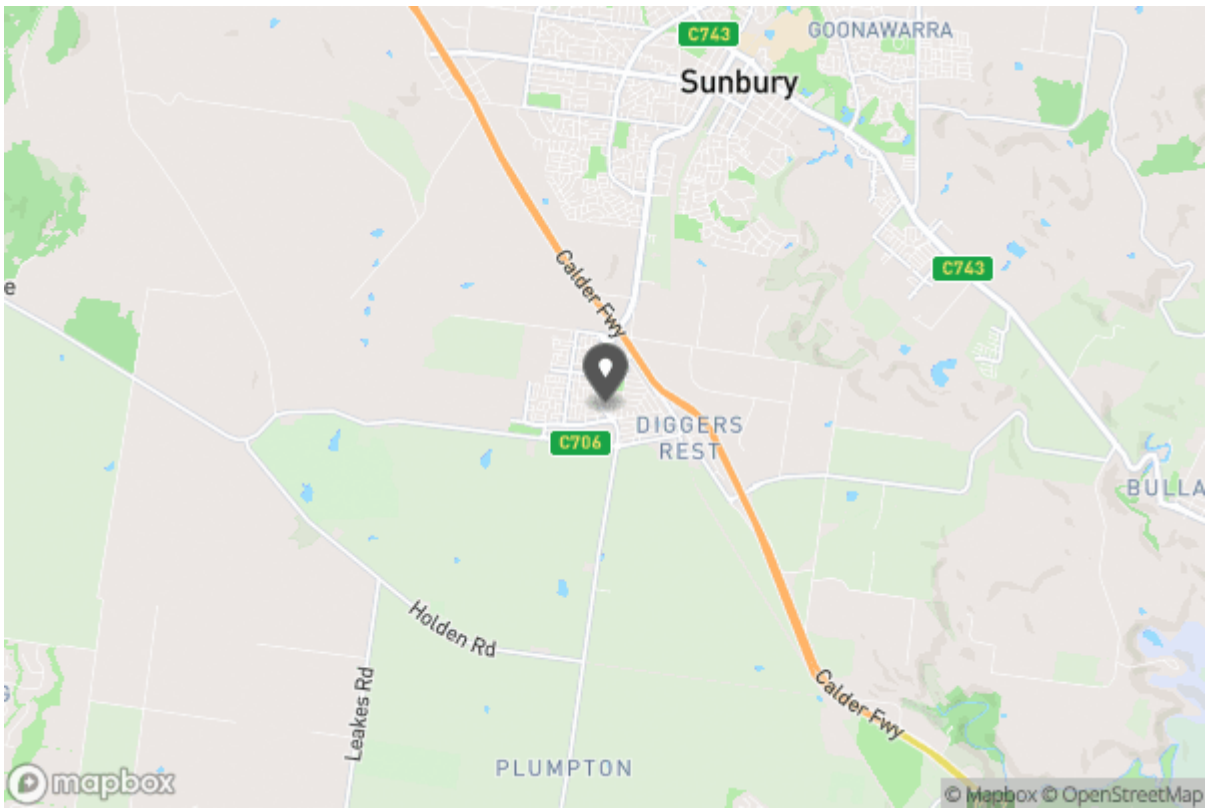 C743
GOONAWARRA
Sunbury
C743
e
Calder Fwy
DIGGERS
REST
C706
BULLA
Holden Rd
Leakes Rd
Calder Fwy
PLUMPTON
G
mapbox
© Mapbox © OpenStreetMap